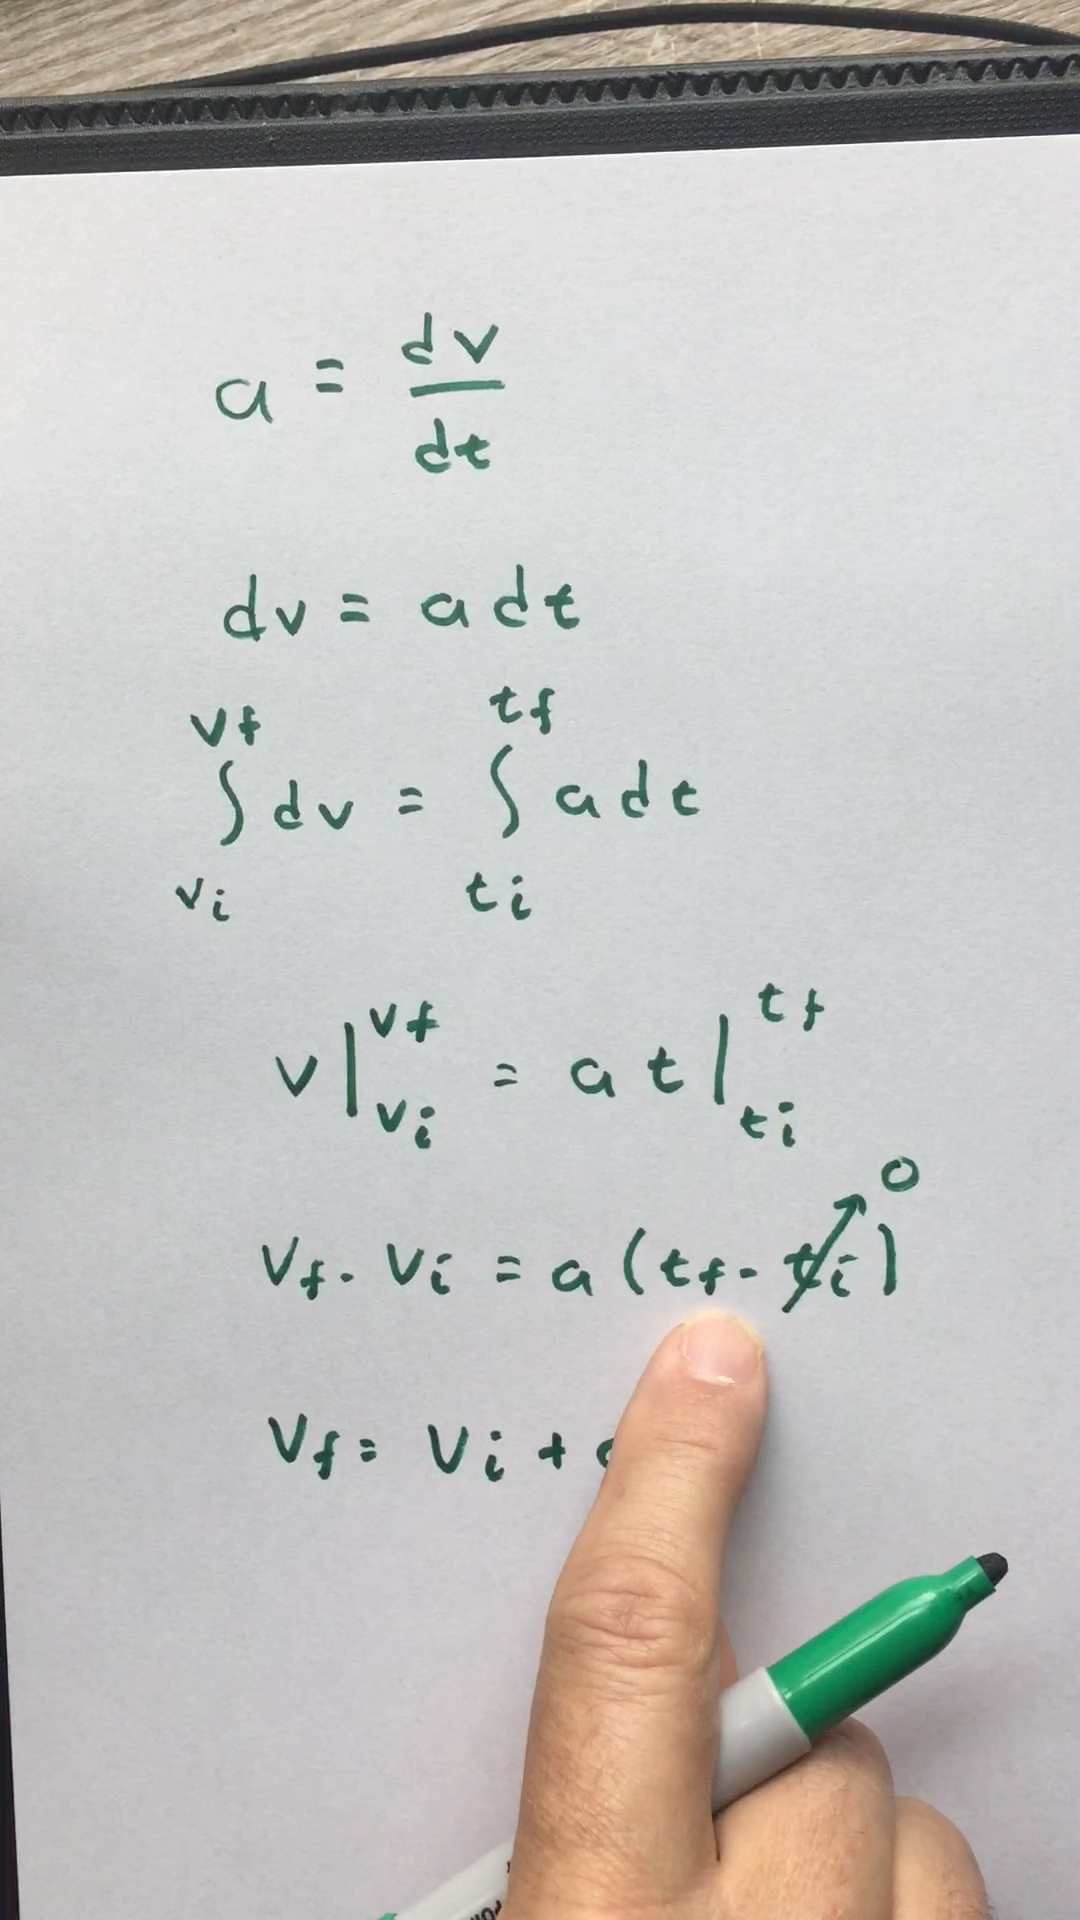 a = dv/dt
dv = a dt
∫_{vi}^{vf} dv = ∫_{ti}^{tf} a dt
v|_{vi}^{vf} = a t|_{ti}^{tf}
Vf - Vi = a (tf - ti) 0
Vf = Vi +